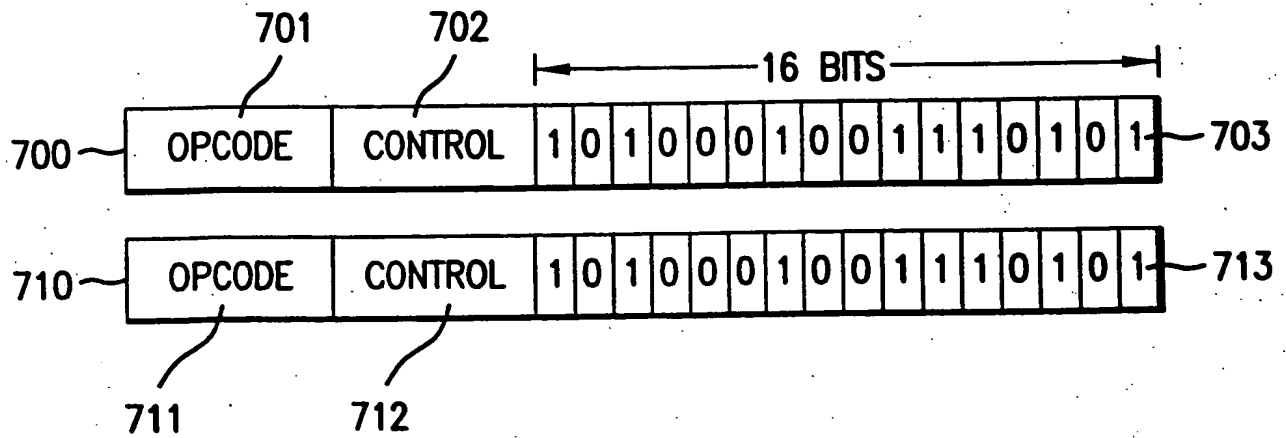 701 702 16 BITS
700 OPCODE CONTROL 1 0 1 0 0 0 1 0 0 1 1 1 0 1 0 1 703
710 OPCODE CONTROL 1 0 1 0 0 0 1 0 0 1 1 1 0 1 0 1 713
711 712